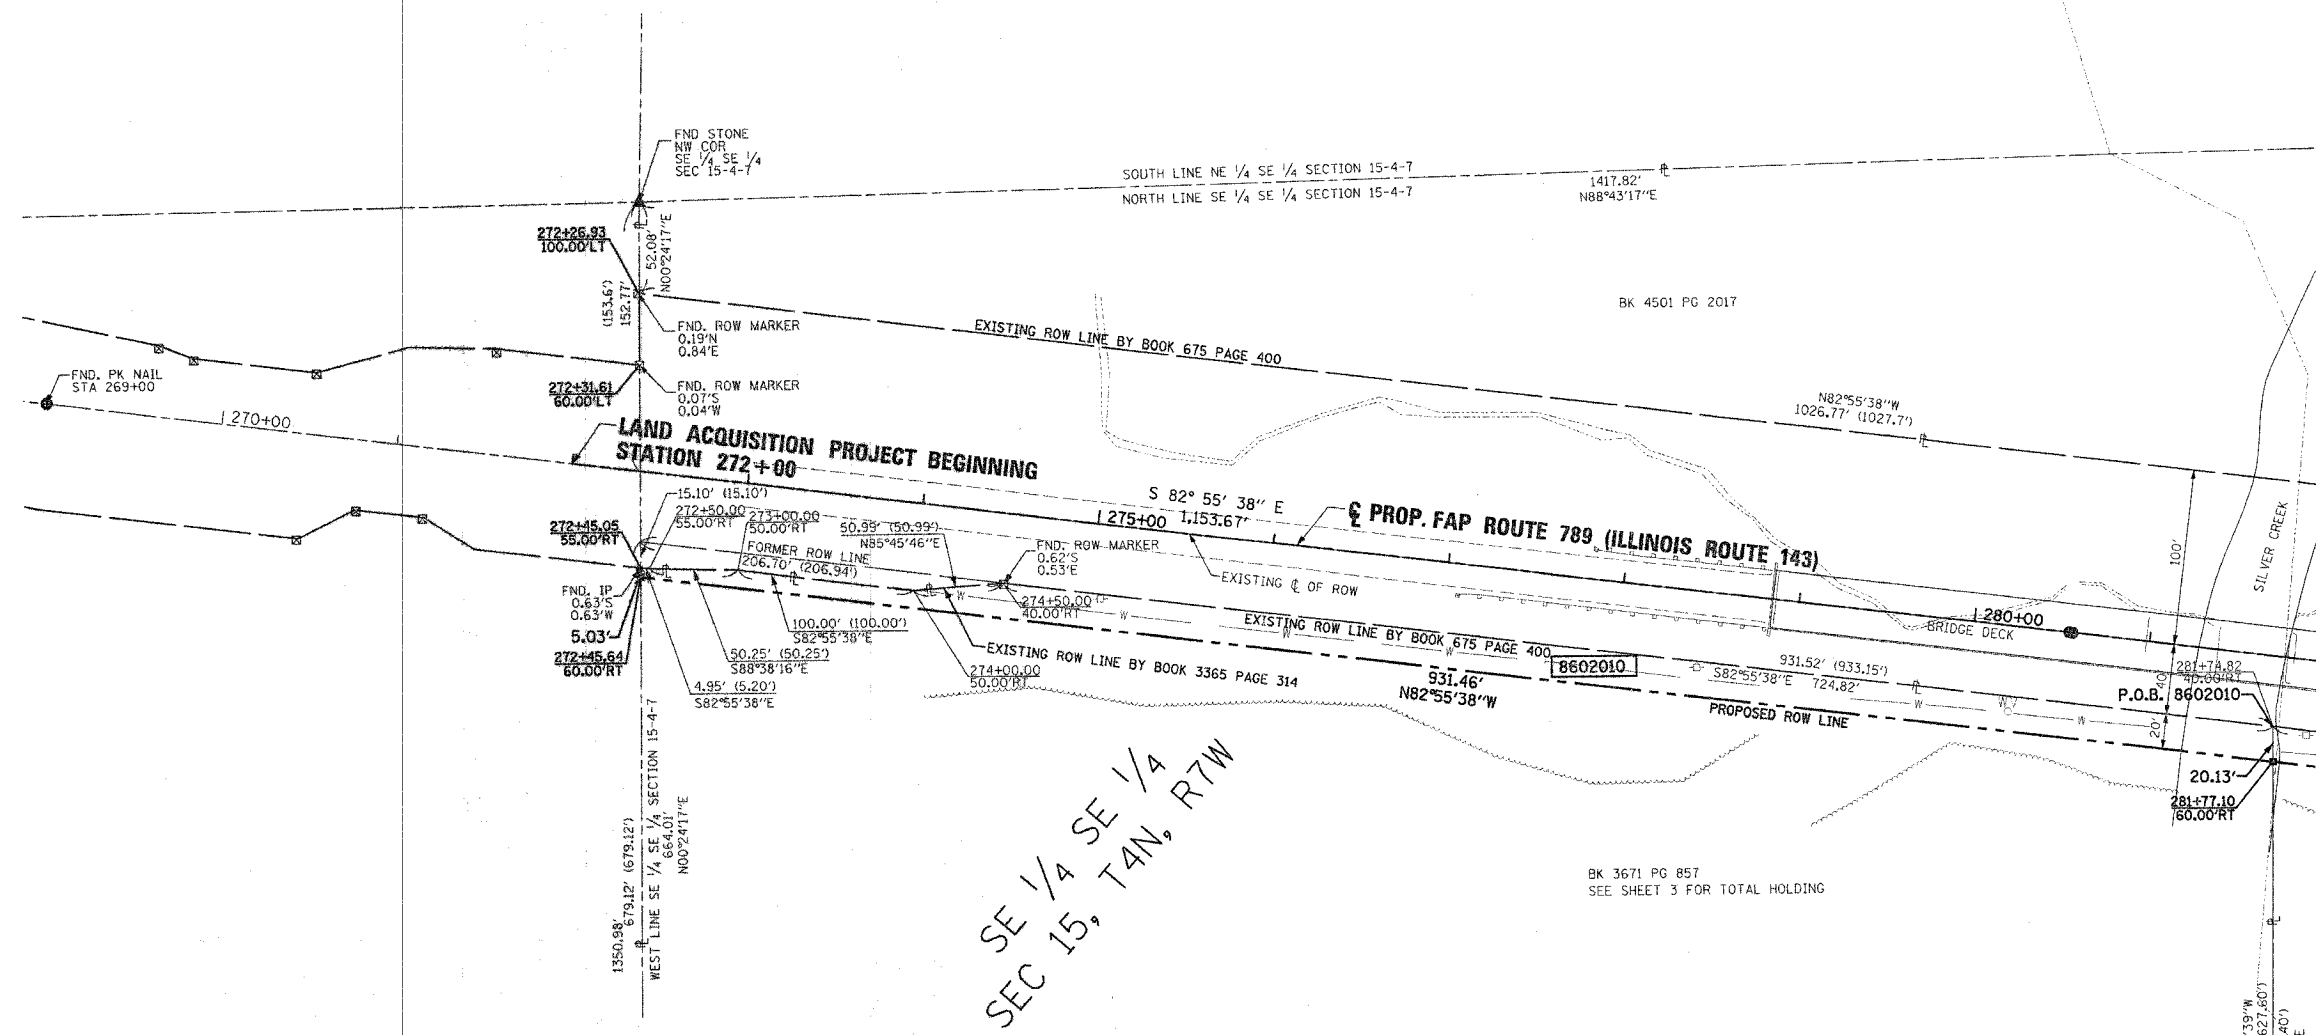 FND STONE
NW COR
SE 1/4 SE 1/4
SEC 15-4-7
SOUTH LINE NE 1/4 SE 1/4 SECTION 15-4-7
NORTH LINE SE 1/4 SE 1/4 SECTION 15-4-7
1417.82'
N88°43'17"E
272+26.93
100.00'LT
52.08'
N00°24'17"E
(153.6')
152.77'
FND. ROW MARKER
0.19'N
0.84'E
BK 4501 PG 2017
EXISTING ROW LINE BY BOOK 675 PAGE 400
FND. PK NAIL
STA 269+00
272+31.61
60.00'LT
FND. ROW MARKER
0.07'S
0.04'W
N82°55'38"W
1026.77' (1027.7')
270+00
LAND ACQUISITION PROJECT BEGINNING
STATION 272+00
S 82° 55' 38" E
1,153.67'
275+00
℄ PROP. FAP ROUTE 789 (ILLINOIS ROUTE 143)
15.10' (15.10')
272+50.00
55.00'RT
273+00.00
50.00'RT
50.99' (50.99')
N85°45'46"E
272+45.05
55.00'RT
FORMER ROW LINE
206.70' (206.94')
FND. ROW MARKER
0.62'S
0.53'E
EXISTING ℄ OF ROW
SILVER CREEK
100'
FND. IP
0.63'S
0.63'W
5.03'
272+45.64
60.00'RT
274+50.00
40.00'RT
W
W
W
W
W
W
100.00' (100.00')
S82°55'38"E
50.25' (50.25')
S88°38'16"E
4.95' (5.20')
S82°55'38"E
EXISTING ROW LINE BY BOOK 675 PAGE 400
EXISTING ROW LINE BY BOOK 3365 PAGE 314
274+00.00
50.00'RT
8602010
280+00
BRIDGE DECK
931.52' (933.15')
S82°55'38"E
724.82'
931.46'
N82°55'38"W
PROPOSED ROW LINE
281+74.82
40.00'RT
40'
P.O.B. 8602010
20'
20.13'
281+77.10
60.00'RT
SE 1/4 SE 1/4
SEC 15, T4N, R7W
1350.98'
679.12' (679.12')
WEST LINE SE 1/4 SE 1/4 SECTION 15-4-7
664.01'
N00°24'17"E
BK 3671 PG 857
SEE SHEET 3 FOR TOTAL HOLDING